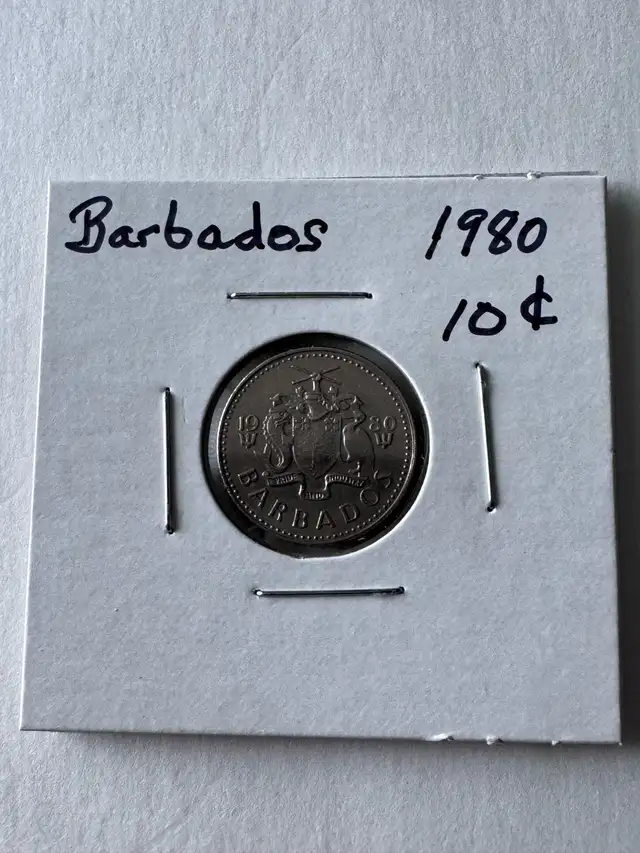 Barbados 1980
10¢
19 80
PRIDE AND INDUSTRY
BARBADOS